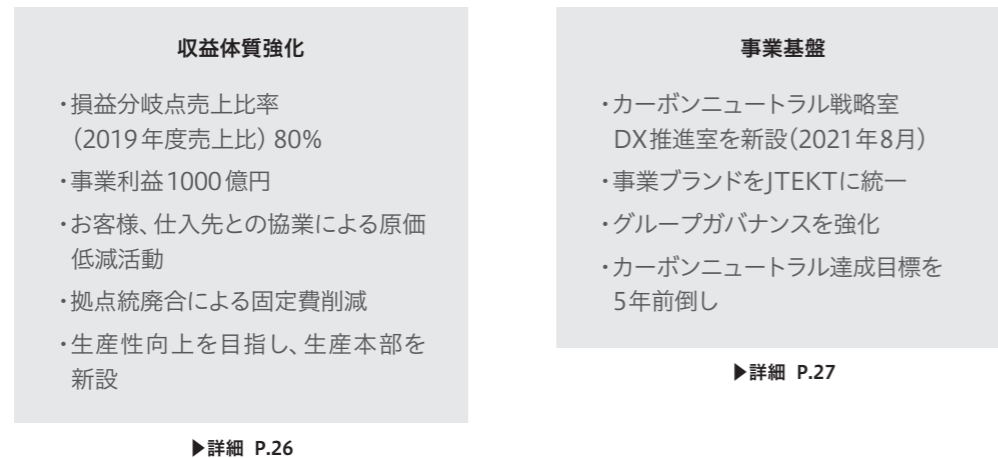 収益体質強化
・損益分岐点売上比率
（2019年度売上比）80%
・事業利益1000億円
・お客様、仕入先との協業による原価
低減活動
・拠点統廃合による固定費削減
・生産性向上を目指し、生産本部を
新設
▶詳細 P.26
事業基盤
・カーボンニュートラル戦略室
DX推進室を新設（2021年8月）
・事業ブランドをJTEKTに統一
・グループガバナンスを強化
・カーボンニュートラル達成目標を
5年前倒し
▶詳細 P.27